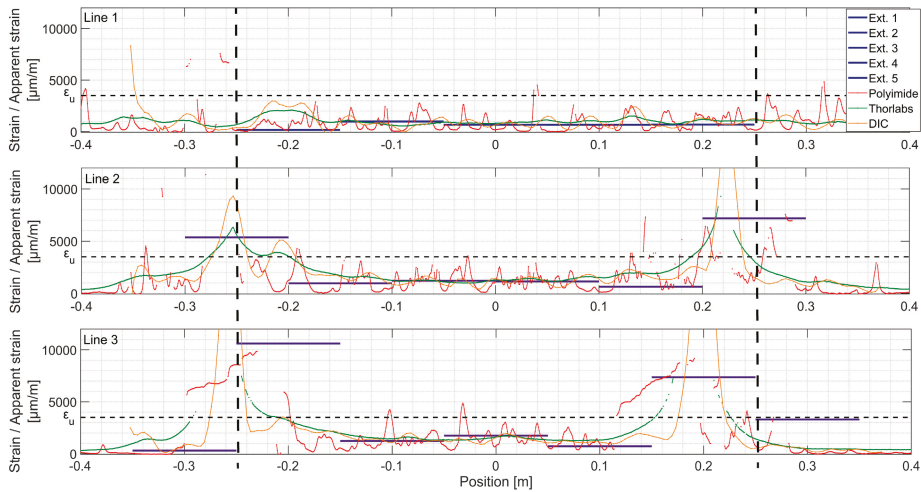 Line 1
Strain / Apparent strain
[μm/m]
10000
5000
εu
0
-0.4
-0.3
-0.2
-0.1
0
0.1
0.2
0.3
0.4
Ext. 1
Ext. 2
Ext. 3
Ext. 4
Ext. 5
Polyimide
Thorlabs
DIC
Line 2
Strain / Apparent strain
[μm/m]
10000
5000
εu
0
-0.4
-0.3
-0.2
-0.1
0
0.1
0.2
0.3
0.4
Line 3
Strain / Apparent strain
[μm/m]
10000
5000
εu
0
-0.4
-0.3
-0.2
-0.1
0
0.1
0.2
0.3
0.4
Position [m]